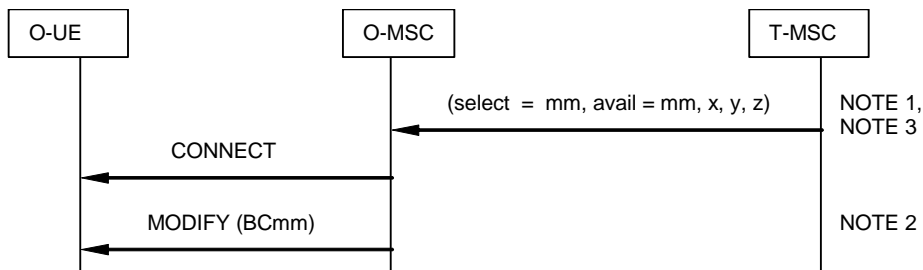 O-UE
O-MSC
T-MSC
(select = mm, avail = mm, x, y, z)
NOTE 1,
NOTE 3
CONNECT
MODIFY (BCmm)
NOTE 2